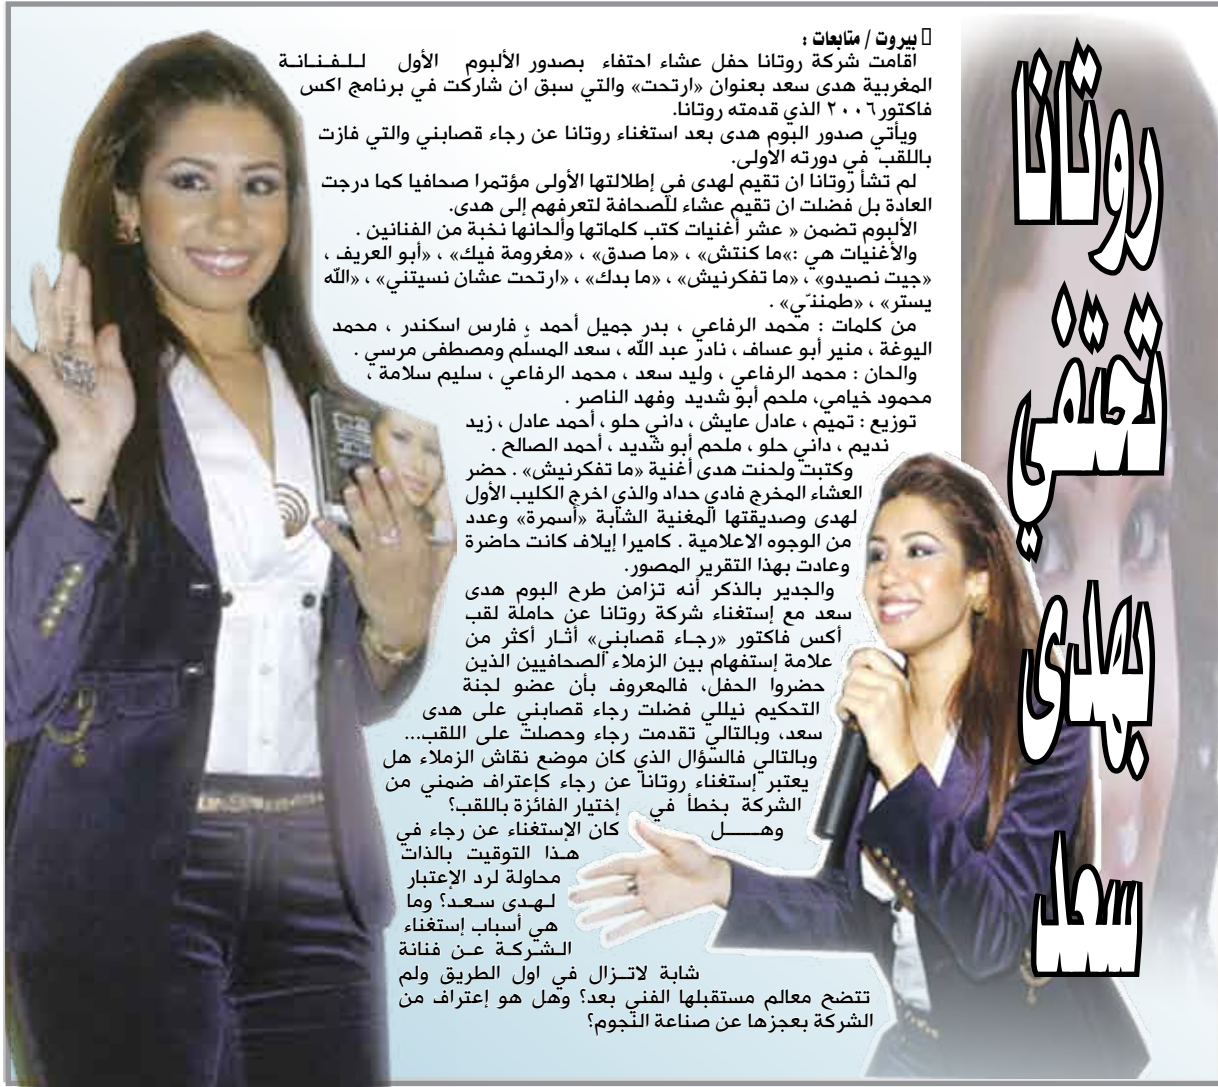 روتانا
تحتفي
بهدى
سعد
بيروت / متابعات :
اقامت شركة روتانا حفل عشاء احتفاء بصدور الألبوم الأول للـفـنـانـة
المغربية هدى سعد بعنوان «ارتحت» والتي سبق ان شاركت في برنامج اكس
فاكتور٢٠٠٦ الذي قدمته روتانا.
ويأتي صدور البوم هدى بعد استغناء روتانا عن رجاء قصابني والتي فازت
باللقب في دورته الاولى.
لم تشأ روتانا ان تقيم لهدى في إطلالتها الأولى مؤتمرا صحافيا كما درجت
العادة بل فضلت ان تقيم عشاء للصحافة لتعرفهم إلى هدى.
الألبوم تضمن « عشر أغنيات كتب كلماتها وألحانها نخبة من الفنانين .
والأغنيات هي :»ما كنتش» ، «ما صدق» ، «مغرومة فيك» ، «أبو العريف ،
«جيت نصيدو» ، «ما تفكرنيش» ، «ما بدك» ، «ارتحت عشان نسيتني» ، «الله
يستر» ، «طمننّي» .
من كلمات : محمد الرفاعي ، بدر جميل أحمد ، فارس اسكندر ، محمد
اليوغة ، منير أبو عساف ، نادر عبد الله ، سعد المسلّم ومصطفى مرسي .
والحان : محمد الرفاعي ، وليد سعد ، محمد الرفاعي ، سليم سلامة ،
محمود خيامي، ملحم أبو شديد وفهد الناصر .
توزيع : تميم ، عادل عايش ، داني حلو ، أحمد عادل ، زيد
نديم ، داني حلو ، ملحم أبو شديد ، أحمد الصالح .
وكتبت ولحنت هدى أغنية «ما تفكرنيش» . حضر
العشاء المخرج فادي حداد والذي اخرج الكليب الأول
لهدى وصديقتها المغنية الشابة «أسمرة» وعدد
من الوجوه الاعلامية . كاميرا إيلاف كانت حاضرة
وعادت بهذا التقرير المصور.
والجدير بالذكر أنه تزامن طرح البوم هدى
سعد مع إستغناء شركة روتانا عن حاملة لقب
أكس فاكتور «رجـاء قصابني» أثـار أكثر من
علامة إستفهام بين الزملاء الصحافيين الذين
حضروا الحفل، فالمعروف بأن عضو لجنة
التحكيم نيللي فضلت رجاء قصابني على هدى
سعد، وبالتالي تقدمت رجاء وحصلت على اللقب...
وبالتالي فالسؤال الذي كان موضع نقاش الزملاء هل
يعتبر إستغناء روتانا عن رجاء كإعتراف ضمني من
الشركة بخطأ في إختيار الفائزة باللقب؟
وهـــــل كان الإستغناء عن رجاء في
هـذا التوقيت بالذات
محاولة لرد الإعتبار
لـهـدى سـعـد؟ وما
هي أسباب إستغناء
الـشـركـة عـن فنانة
شابة لاتـزال في اول الطريق ولم
تتضح معالم مستقبلها الفني بعد؟ وهل هو إعتراف من
الشركة بعجزها عن صناعة النجوم؟